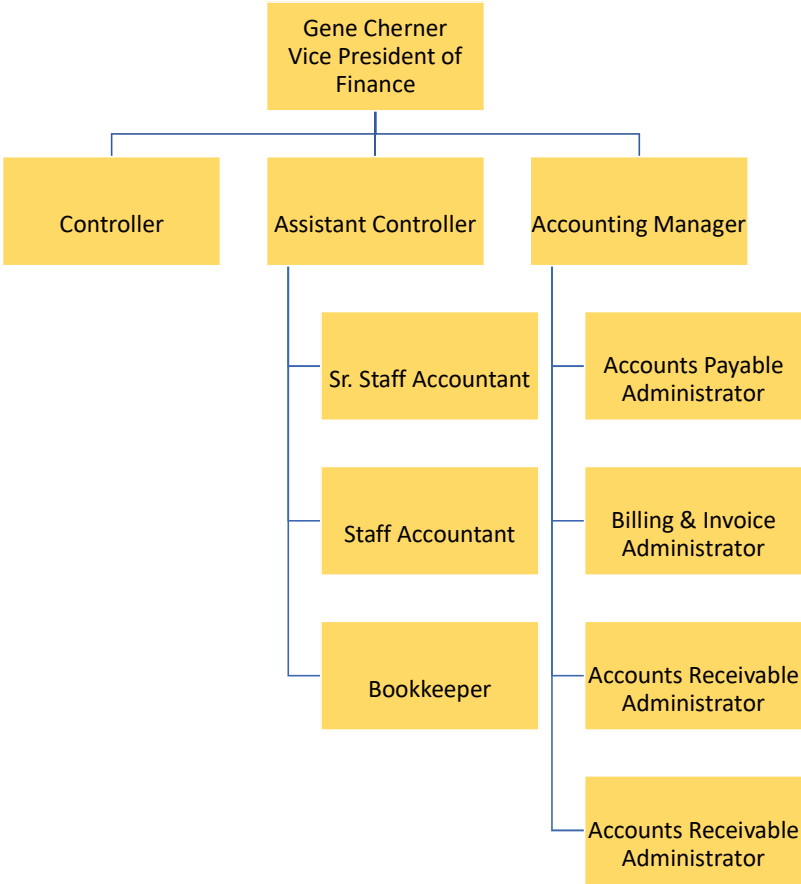 Gene Cherner
Vice President of
Finance
Controller
Assistant Controller
Accounting Manager
Sr. Staff Accountant
Staff Accountant
Bookkeeper
Accounts Payable
Administrator
Billing & Invoice
Administrator
Accounts Receivable
Administrator
Accounts Receivable
Administrator